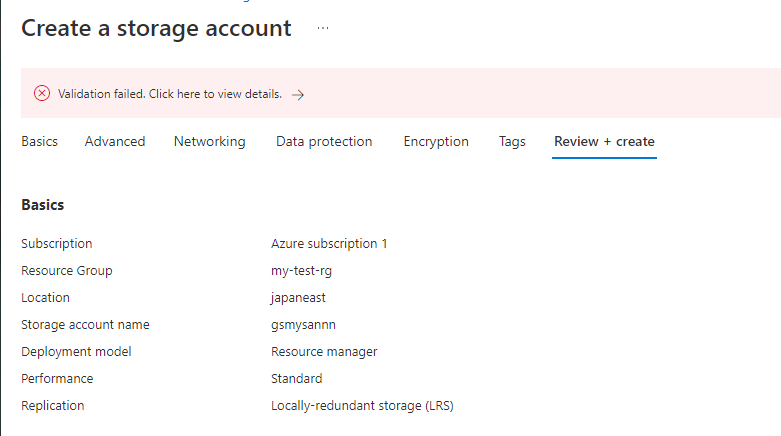 Create a storage account ...
Validation failed. Click here to view details. →
Basics Advanced Networking Data protection Encryption Tags Review + create
Basics
Subscription Azure subscription 1
Resource Group my-test-rg
Location japaneast
Storage account name gsmysannn
Deployment model Resource manager
Performance Standard
Replication Locally-redundant storage (LRS)